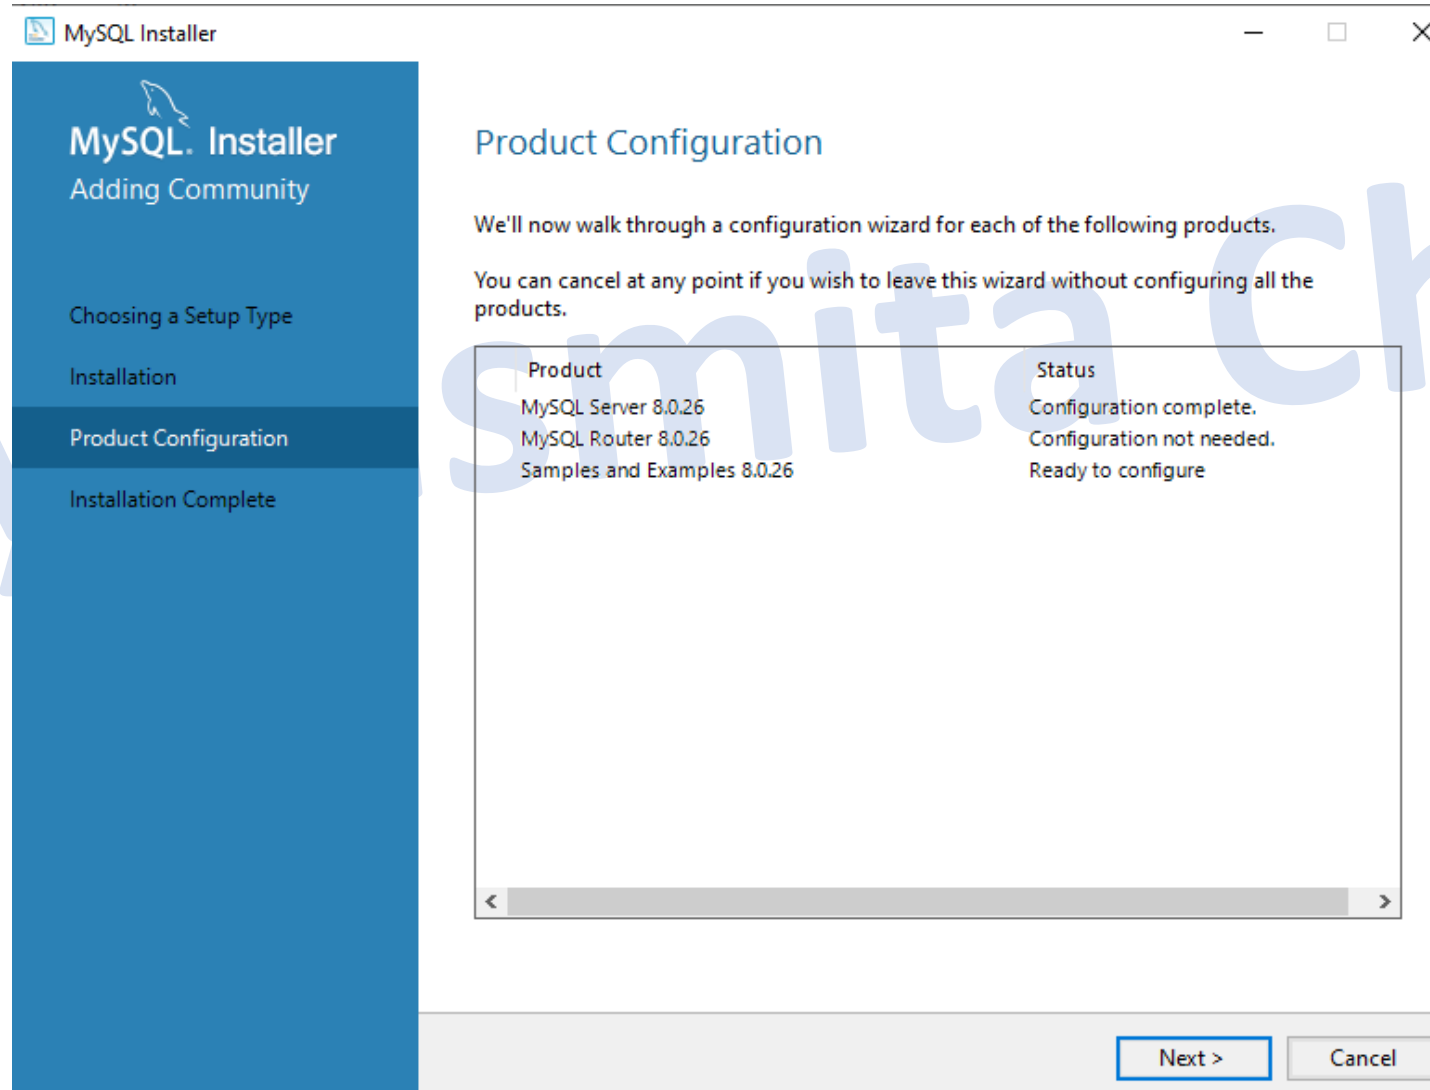 MySQL Installer
MySQL. Installer
Adding Community
Choosing a Setup Type
Installation
Product Configuration
Installation Complete
Product Configuration
We'll now walk through a configuration wizard for each of the following products.
You can cancel at any point if you wish to leave this wizard without configuring all the
products.
Product Status
MySQL Server 8.0.26 Configuration complete.
MySQL Router 8.0.26 Configuration not needed.
Samples and Examples 8.0.26 Ready to configure
Next >
Cancel